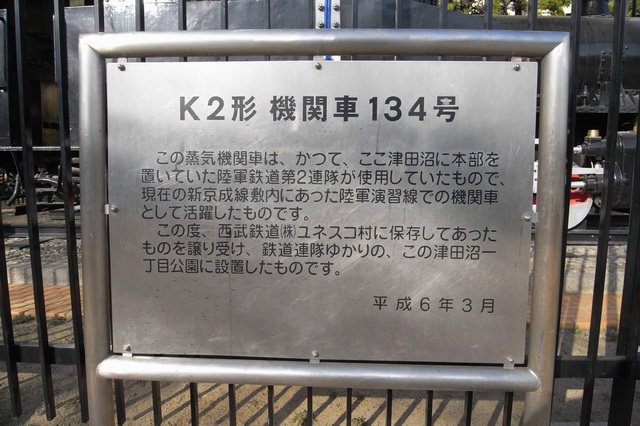 K2形 機関車134号
この蒸気機関車は、かつて、ここ津田沼に本部を
置いていた陸軍鉄道第2連隊が使用していたもので、
現在の新京成線敷内にあった陸軍演習線での機関車
として活躍したものです。
この度、西武鉄道㈱ユネスコ村に保存してあった
ものを譲り受け、鉄道連隊ゆかりの、この津田沼一
丁目公園に設置したものです。
平成6年3月